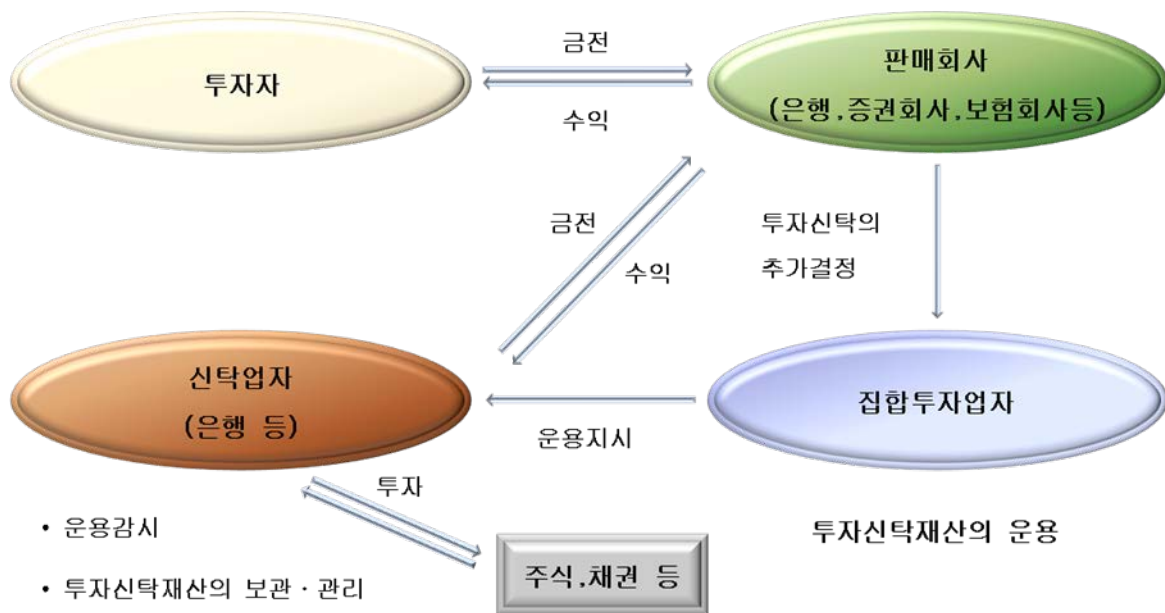 금전
투자자
판매회사
(은행,증권회사,보험회사등)
수익
금전
수익
투자신탁의
추가결정
신탁업자
(은행 등)
집합투자업자
운용지시
투자
• 운용감시
• 투자신탁재산의 보관·관리
주식,채권 등
투자신탁재산의 운용